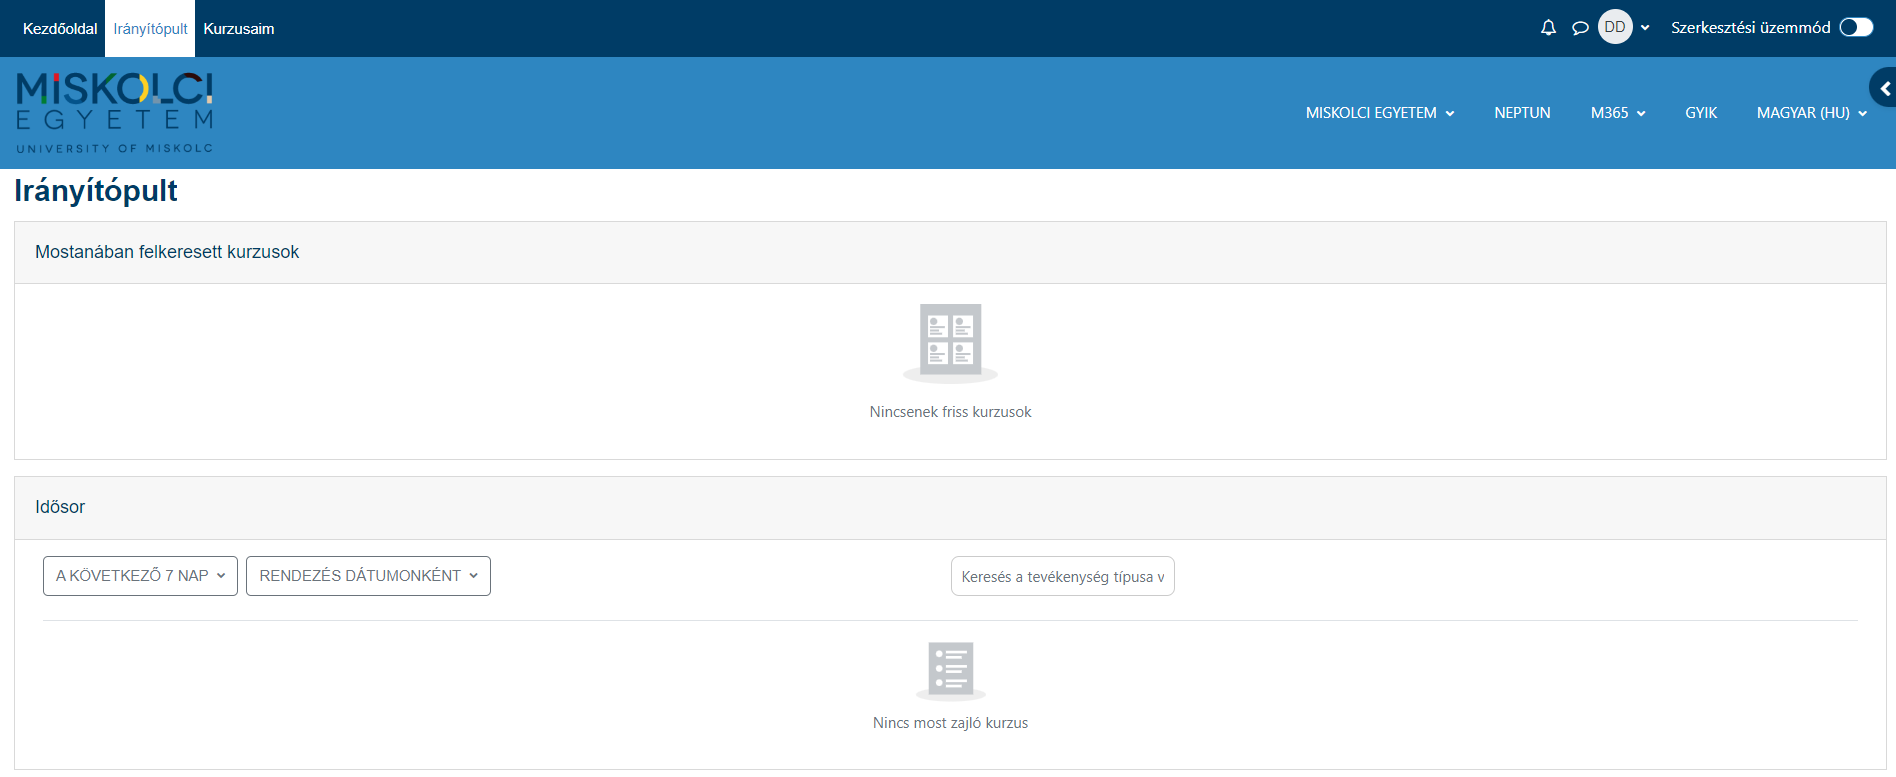 Kezdőoldal Irányítópult Kurzusaim DD Szerkesztési üzemmód
MISKOLCI
EGYETEM
UNIVERSITY OF MISKOLC
MISKOLCI EGYETEM NEPTUN M365 GYIK MAGYAR (HU)
Irányítópult
Mostanában felkeresett kurzusok
Nincsenek friss kurzusok
Idősor
A KÖVETKEZŐ 7 NAP RENDEZÉS DÁTUMONKÉNT Keresés a tevékenység típusa v
Nincs most zajló kurzus